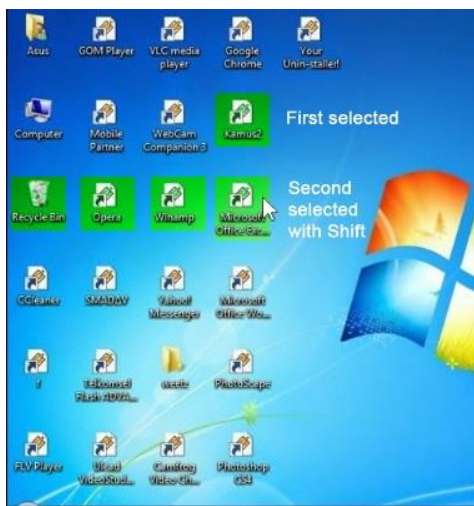 Asus
GOM Player
VLC media
player
Google
Chrome
Your
Unin-staller!
Computer
Mobile
Partner
WebCam
Companion 3
Kamus2
First selected
Recycle Bin
Opera
Winamp
Microsoft
Office Exc...
Second
selected
with Shift
CCleaner
SMADAV
Yahoo!
Messenger
Microsoft
Office Wo...
Telkomsel
Flash ADVA...
weetz
PhotoScape
FLV Player
Ulead
VideoStud...
Camfrog
Video Ch...
Photoshop
CS4